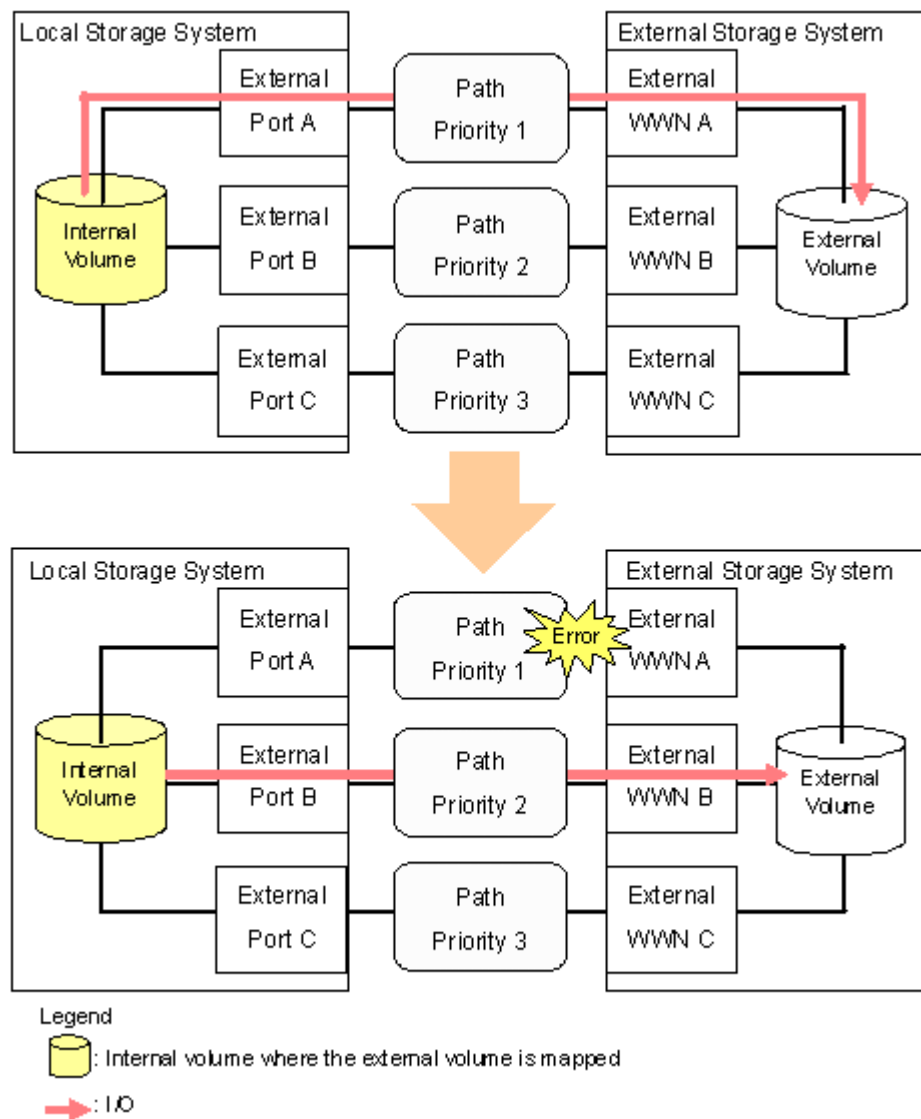 Local Storage System
External Storage System
External
Port A
Path
Priority 1
External
WWN A
Internal
Volume
External
Port B
Path
Priority 2
External
WWN B
External
Volume
External
Port C
Path
Priority 3
External
WWN C
Local Storage System
External Storage System
External
Port A
Path
Priority 1
Error
External
WWN A
Internal
Volume
External
Port B
Path
Priority 2
External
WWN B
External
Volume
External
Port C
Path
Priority 3
External
WWN C
Legend
: Internal volume where the external volume is mapped
: I/O